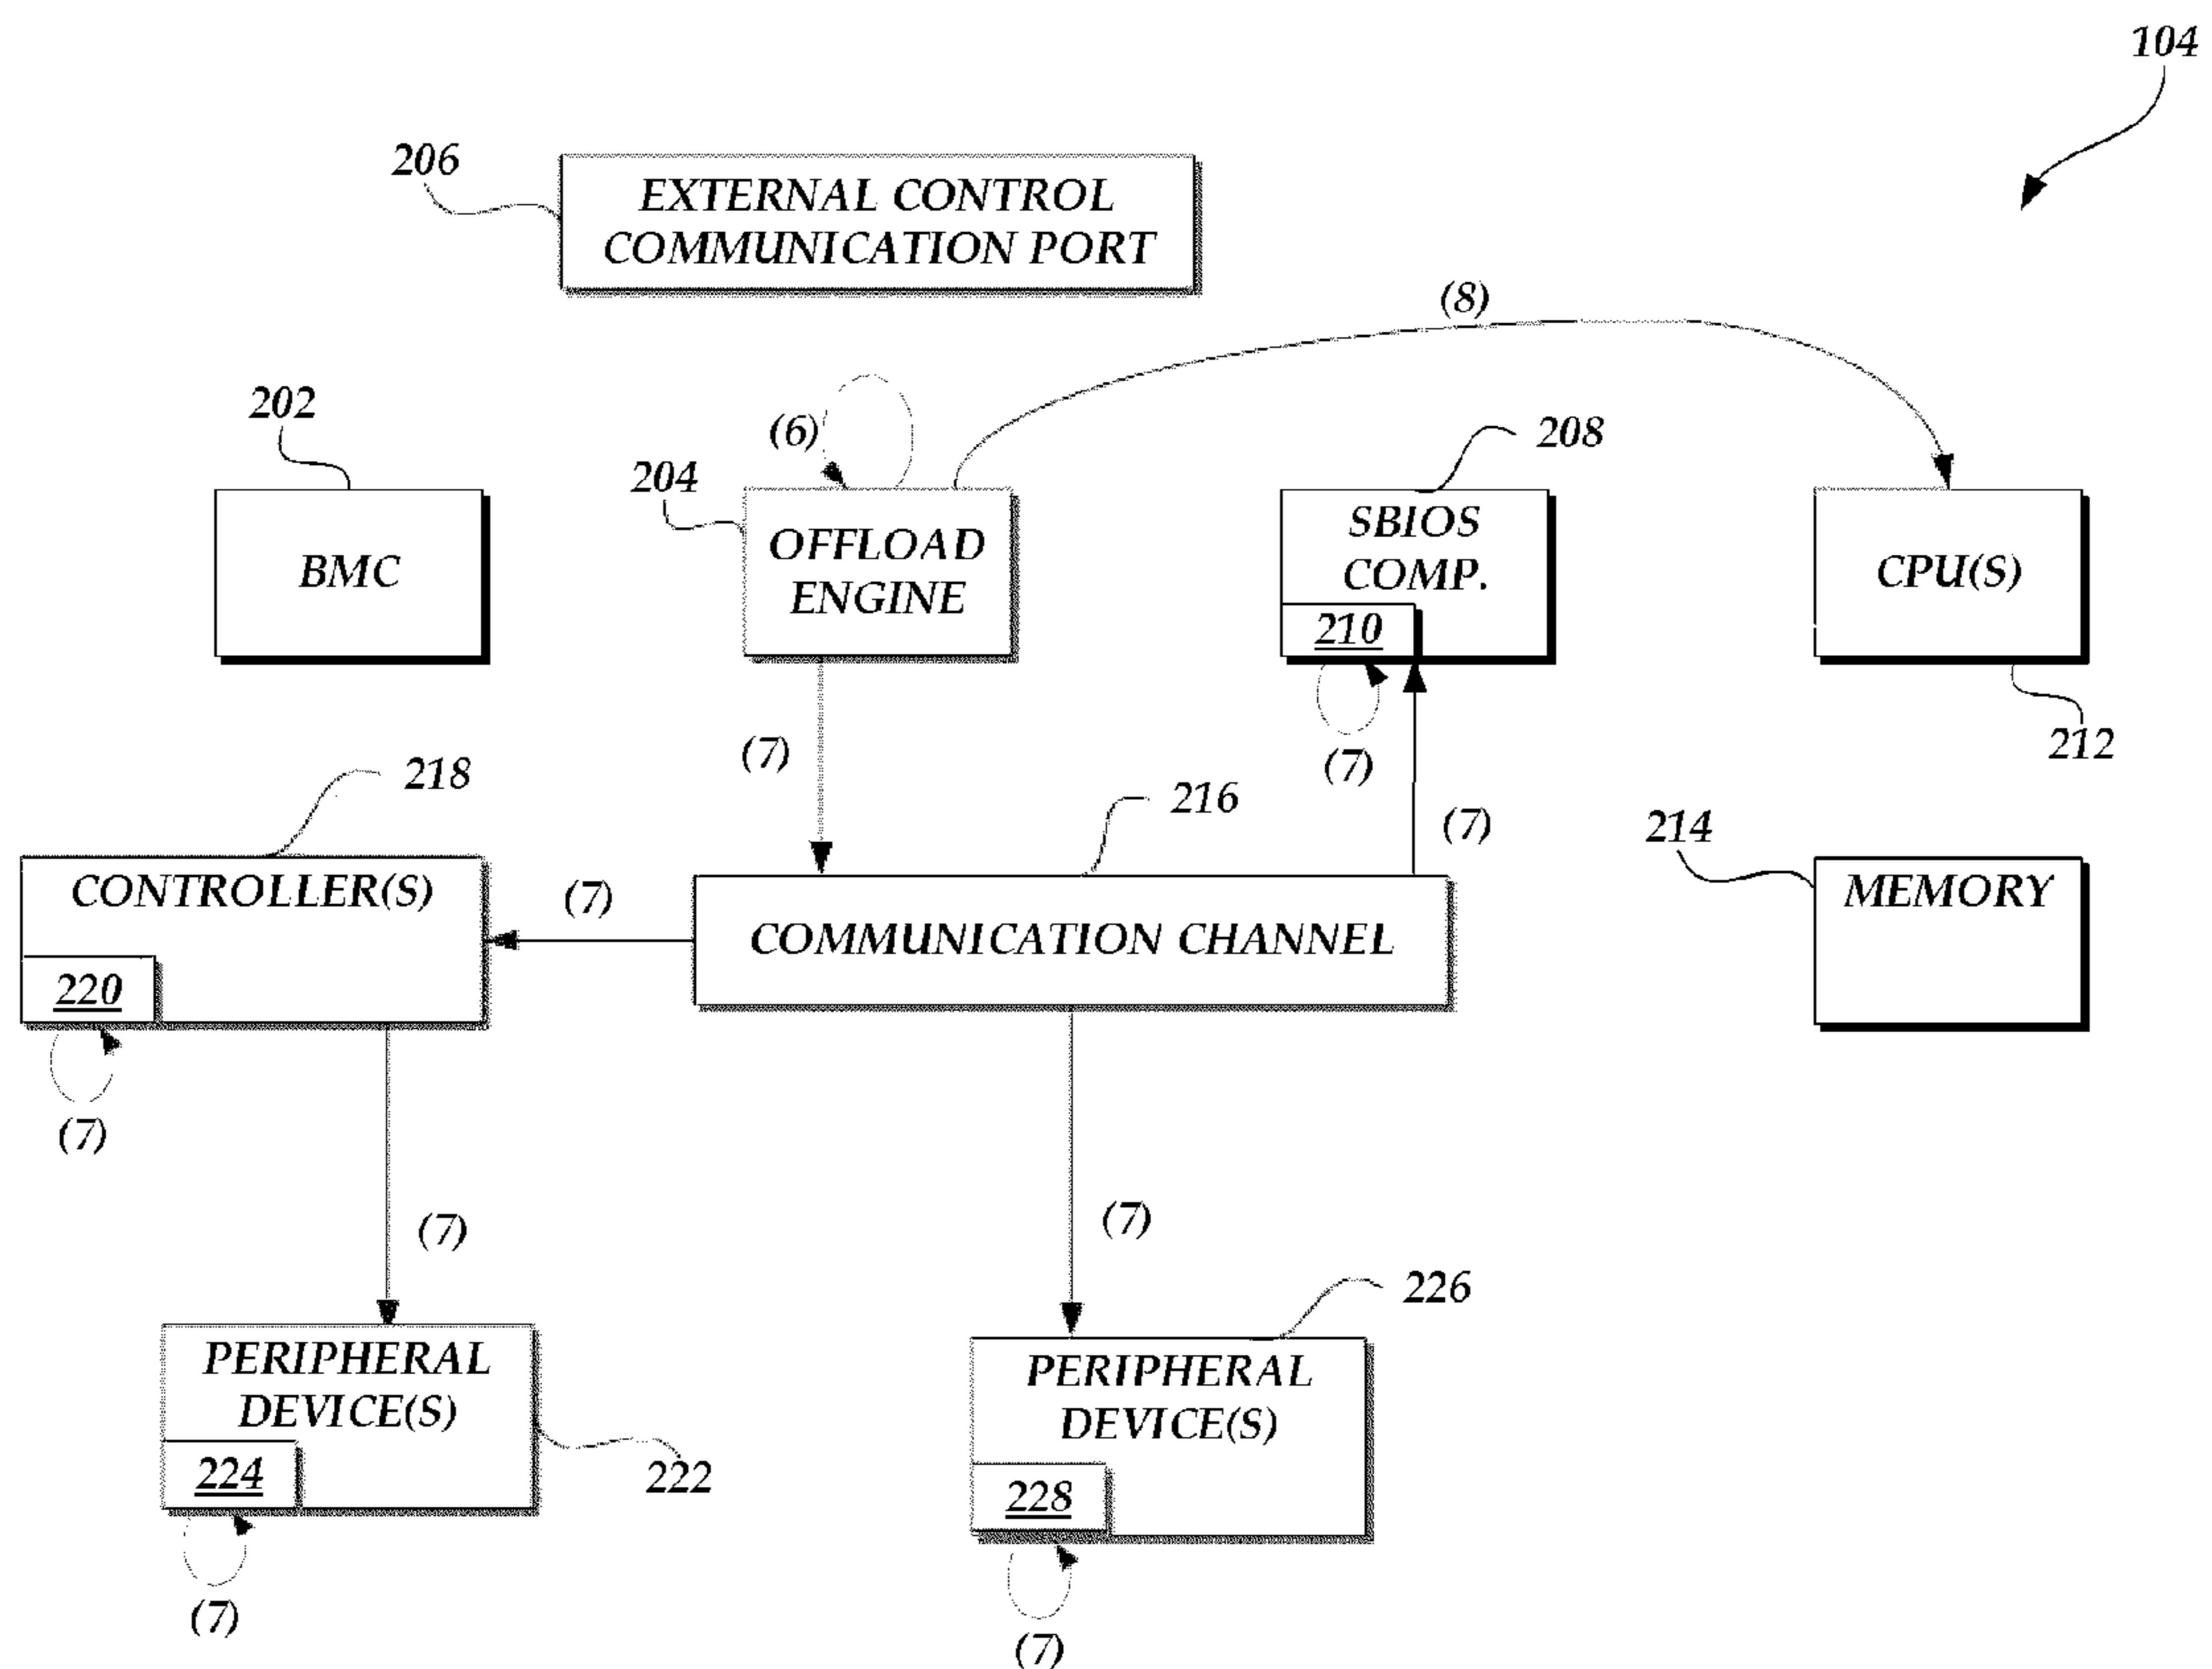 104
206
EXTERNAL CONTROL
COMMUNICATION PORT
(8)
202
(6)
208
204
BMC
OFFLOAD
ENGINE
SBIOS
COMP.
210
CPU(S)
(7)
(7)
212
218
216
(7)
214
CONTROLLER(S)
220
(7)
COMMUNICATION CHANNEL
MEMORY
(7)
(7)
(7)
226
PERIPHERAL
DEVICE(S)
224
222
PERIPHERAL
DEVICE(S)
228
(7)
(7)